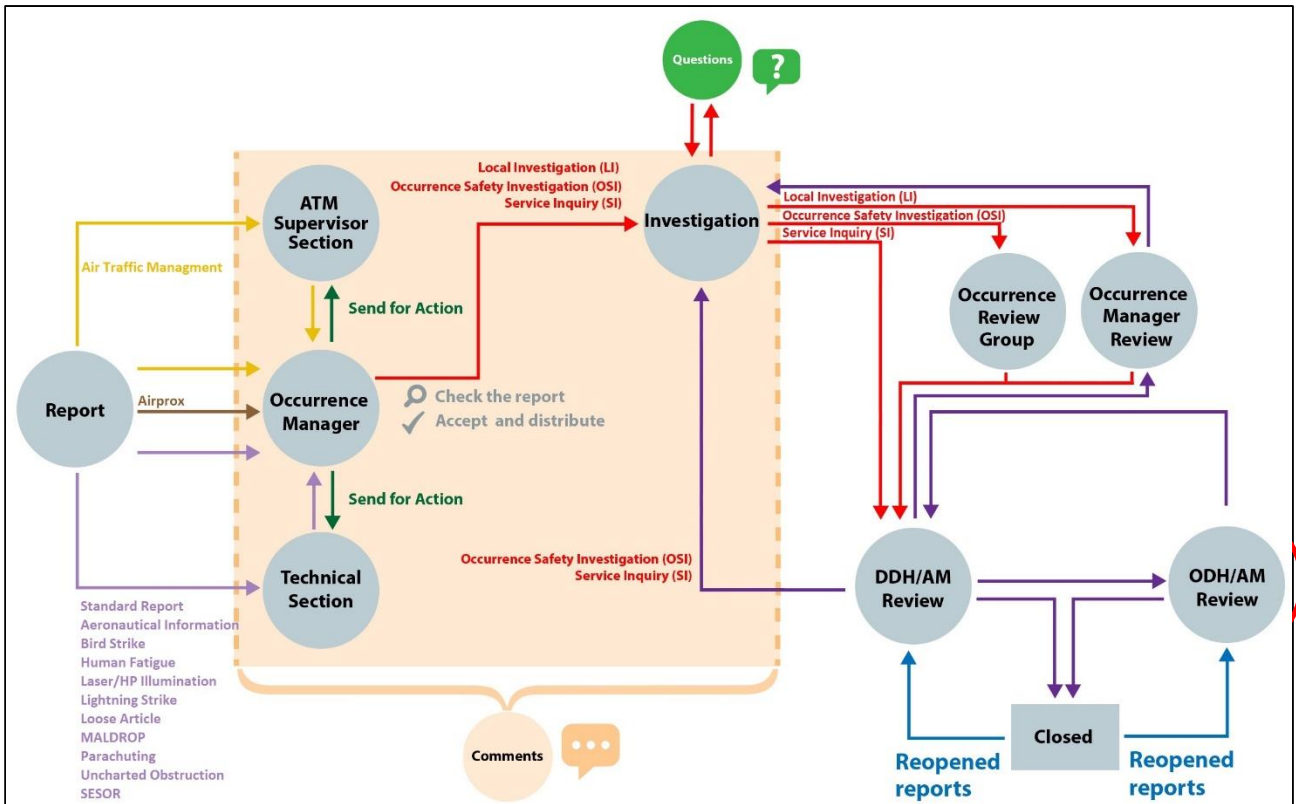 Questions
?
Local Investigation (LI)
Occurrence Safety Investigation (OSI)
Service Inquiry (SI)
ATM
Supervisor
Section
Investigation
Local Investigation (LI)
Occurrence Safety Investigation (OSI)
Service Inquiry (SI)
Air Traffic Managment
Send for Action
Occurrence
Review
Group
Occurrence
Manager
Review
Report
Airprox
Occurrence
Manager
Check the report
Accept and distribute
Send for Action
Technical
Section
Occurrence Safety Investigation (OSI)
Service Inquiry (SI)
DDH/AM
Review
ODH/AM
Review
Standard Report
Aeronautical Information
Bird Strike
Human Fatigue
Laser/HP Illumination
Lightning Strike
Loose Article
MALDROP
Parachuting
Uncharted Obstruction
SESOR
Comments
Closed
Reopened
reports
Reopened
reports